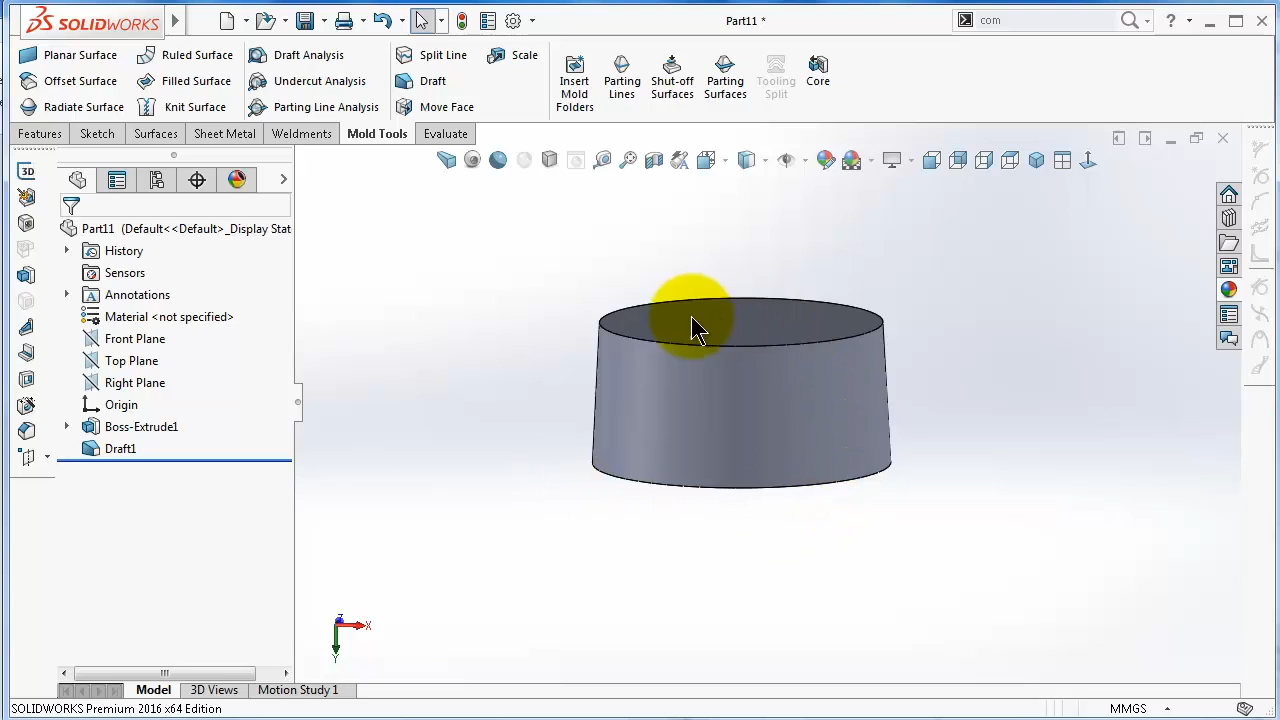 SOLIDWORKS
Part11 *
com
Planar Surface
Ruled Surface
Draft Analysis
Split Line
Scale
Offset Surface
Filled Surface
Undercut Analysis
Draft
Radiate Surface
Knit Surface
Parting Line Analysis
Move Face
Insert
Mold
Folders
Parting
Lines
Shut-off
Surfaces
Parting
Surfaces
Tooling
Split
Core
Features
Sketch
Surfaces
Sheet Metal
Weldments
Mold Tools
Evaluate
3D
Part11 (Default<<Default>_Display Stat
History
Sensors
Annotations
Material <not specified>
Front Plane
Top Plane
Right Plane
Origin
Boss-Extrude1
Draft1
Z
X
Y
Model
3D Views
Motion Study 1
SOLIDWORKS Premium 2016 x64 Edition
MMGS